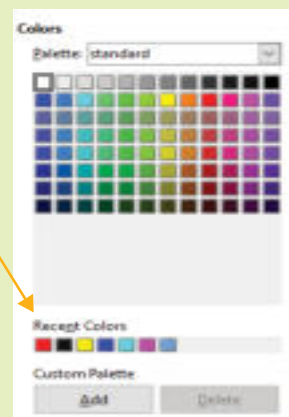 Colors
Palette: standard
Recent Colors
Custom Palette
Add
Delete